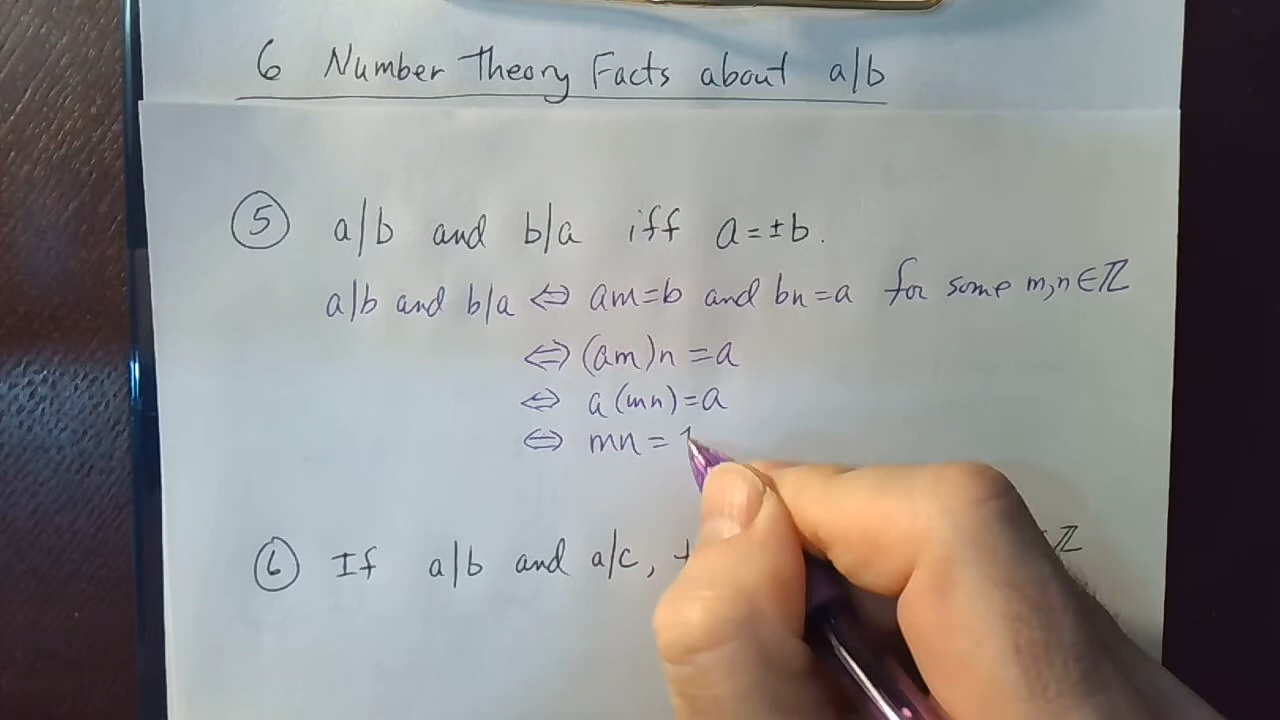 6 Number Theory Facts about a|b
⑤ a|b and b|a iff a=±b.
a|b and b|a ⇔ am=b and bn=a for some m,n∈ℤ
⇔ (am)n=a
⇔ a(mn)=a
⇔ mn=1
⑥ If a|b and a|c, ℤ